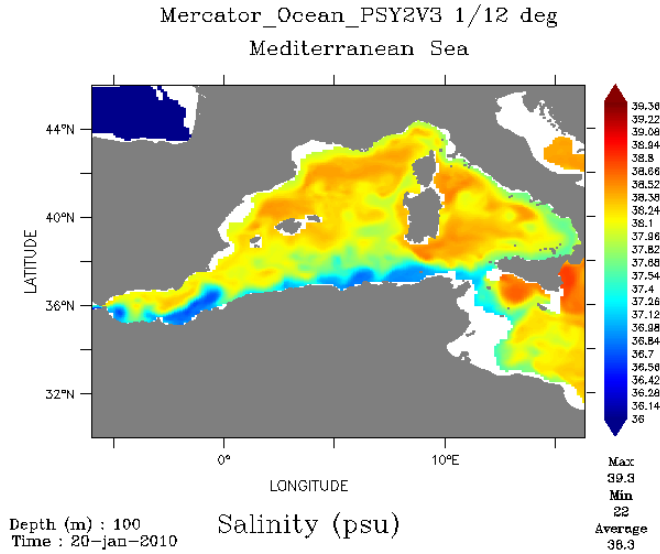 Mercator_Ocean_PSY2V3 1/12 deg
Mediterranean Sea
44°N
40°N
36°N
32°N
LATITUDE
0°
10°E
LONGITUDE
39.36
39.22
39.08
38.94
38.8
38.66
38.52
38.38
38.24
38.1
37.96
37.82
37.68
37.54
37.4
37.26
37.12
36.98
36.84
36.7
36.56
36.42
36.28
36.14
36
Max
39.3
Min
22
Average
38.3
Depth (m) : 100
Time : 20-jan-2010
Salinity (psu)